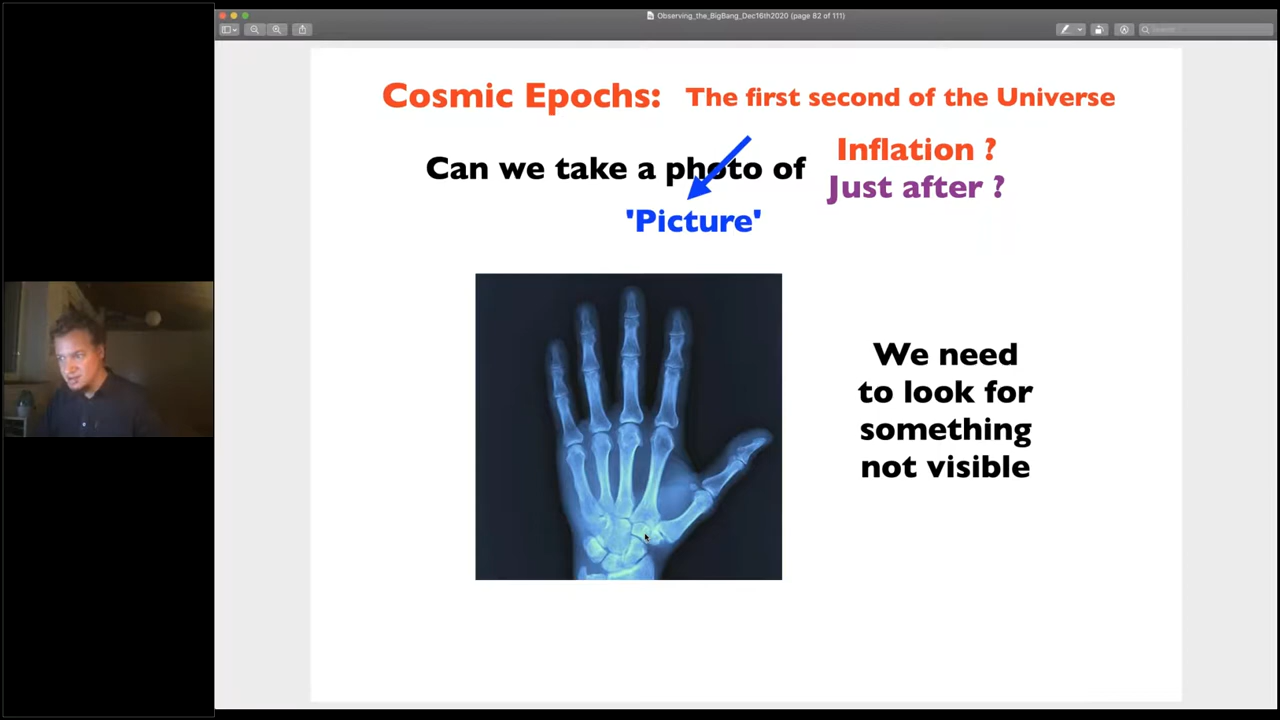 Observing_the_BigBang_Dec16th2020 (page 82 of 111)
Search
Cosmic Epochs: The first second of the Universe
Can we take a photo of Inflation ?
Just after ?
'Picture'
We need
to look for
something
not visible